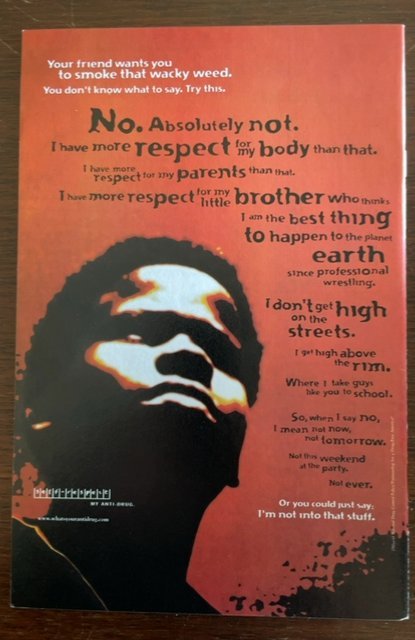 Your friend wants you
to smoke that wacky weed.
You don't know what to say. Try this.
No. Absolutely not.
I have more respect for my body than that.
I have more respect for my parents than that.
I have more respect for my little brother who thinks
I am the best thing
to happen to the planet
earth
since professional
wrestling.
I don't get high
on the
streets.
I get high above
the rim.
Where I take guys
like you to school.
So, when I say no,
I mean not now,
not tomorrow.
Not this weekend
at the party.
Not ever.
Or you could just say:
I'm not into that stuff.
self-respect
MY ANTI-DRUG.
www.whatsyourantidrug.com